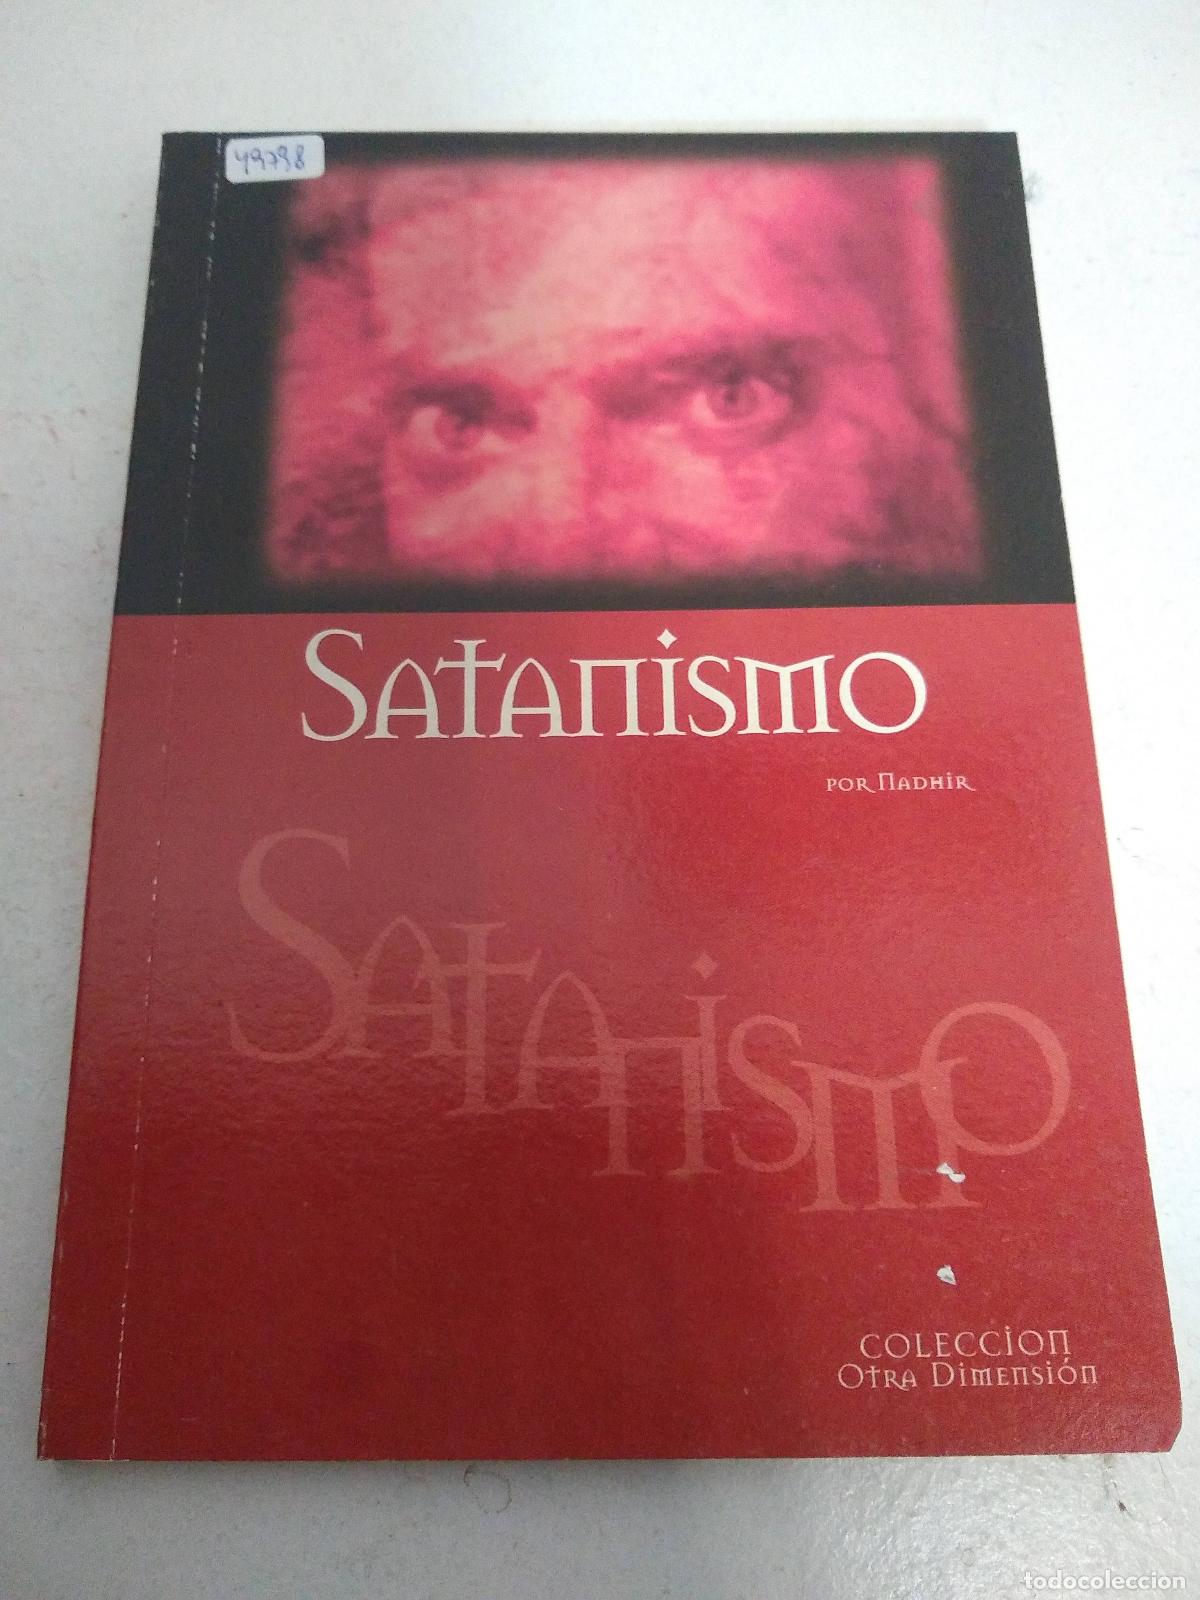 49798
Satanismo
por Nadhir
Satanismo
COLECCION
Otra Dimensión
todocoleccion